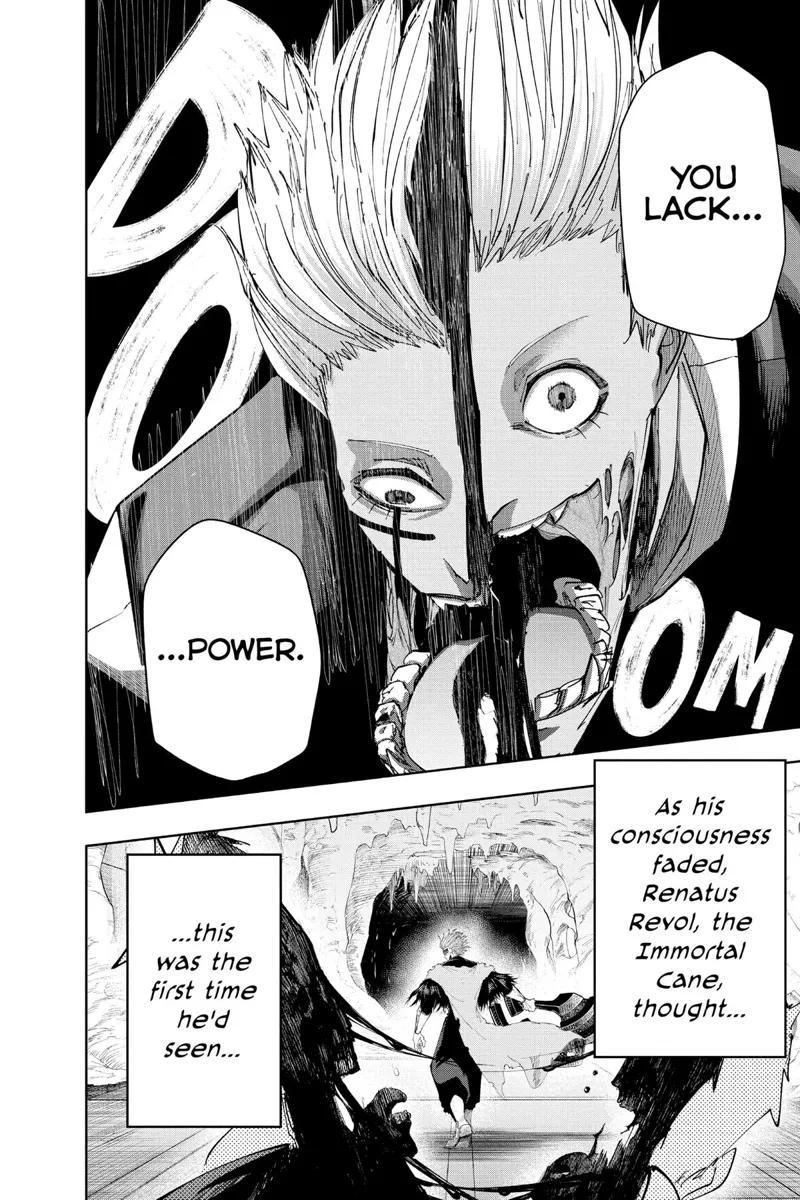 YOU
LACK...
DOOOM
...POWER.
As his
consciousness
faded,
Renatus
Revol, the
Immortal
Cane,
thought...
...this
was the
first time
he'd
seen...